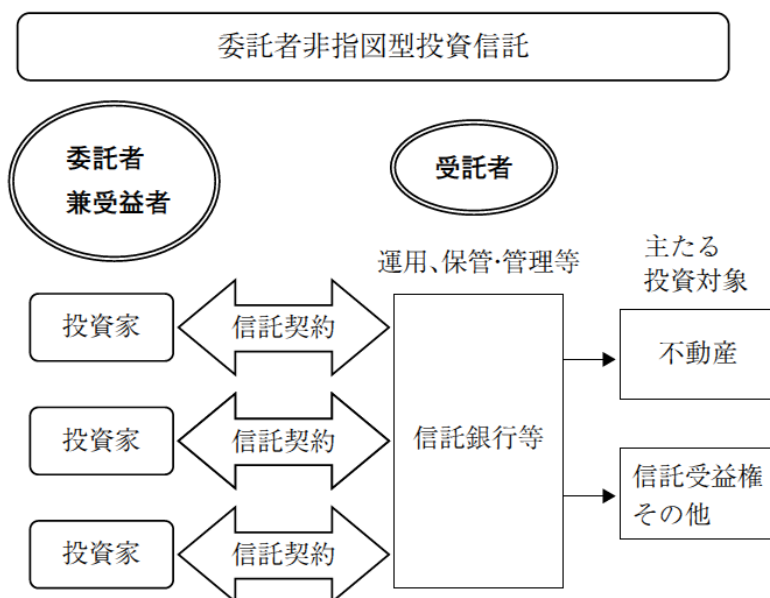 委託者非指図型投資信託
委託者
兼受益者
受託者
運用、保管・管理等
主たる
投資対象
投資家
信託契約
不動産
投資家
信託契約
信託銀行等
信託受益権
その他
投資家
信託契約